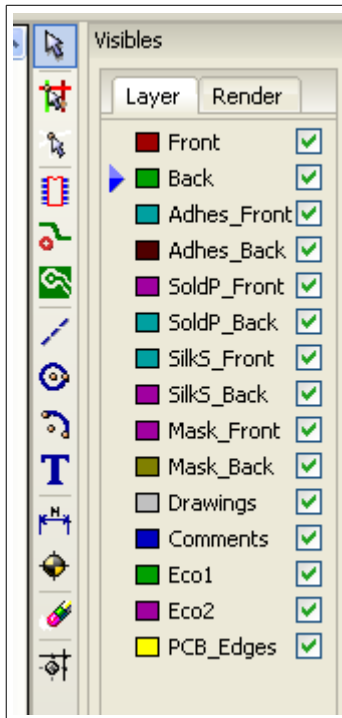 Visibles
Layer Render
Front
Back
Adhes_Front
Adhes_Back
SoldP_Front
SoldP_Back
SilkS_Front
SilkS_Back
Mask_Front
Mask_Back
Drawings
Comments
Eco1
Eco2
PCB_Edges
T
N